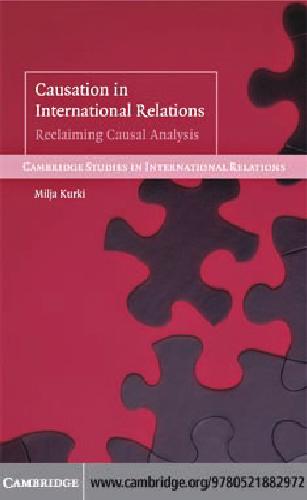 Causation in
International Relations
Reclaiming Causal Analysis
Cambridge Studies in International Relations
Milja Kurki
CAMBRIDGE
www.cambridge.org/9780521882972